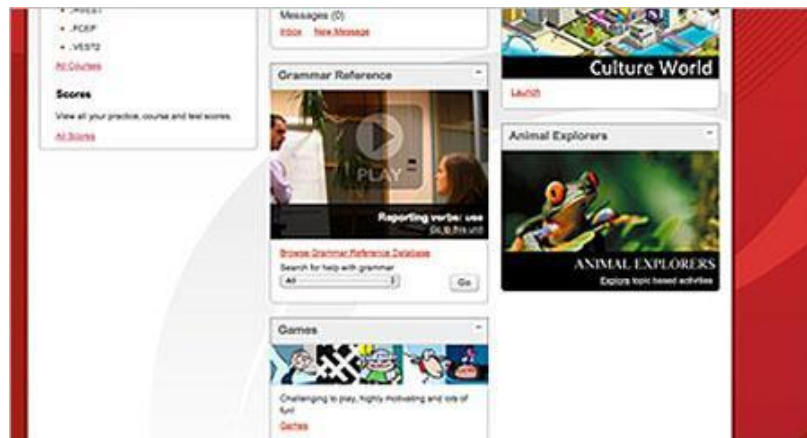 .FCEP
.VEST2
All Courses
Scores
View all your practice, course and test scores.
All Scores
Messages (0)
Inbox New Message
Grammar Reference
PLAY
Reporting verbs: use
Go to this unit
Browse Grammar Reference Database
Search for help with grammar
All
Go
Games
Challenging to play, highly motivating and lots of
fun!
Games
Culture World
Launch
Animal Explorers
ANIMAL EXPLORERS
Explore topic based activities